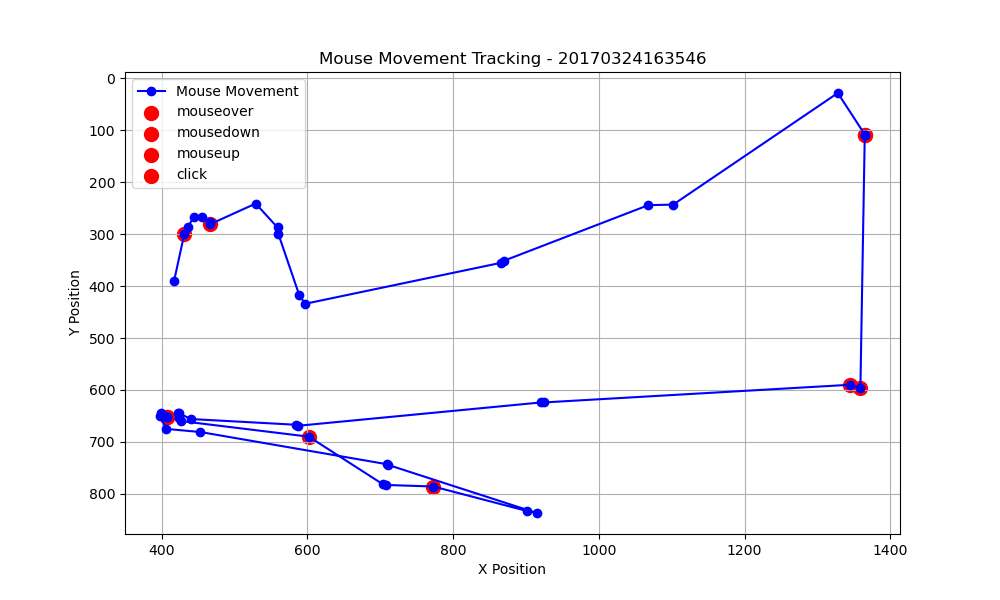 Mouse Movement Tracking - 20170324163546
Mouse Movement
mouseover
mousedown
mouseup
click
0
100
200
300
400
500
600
700
800
Y Position
400 600 800 1000 1200 1400
X Position